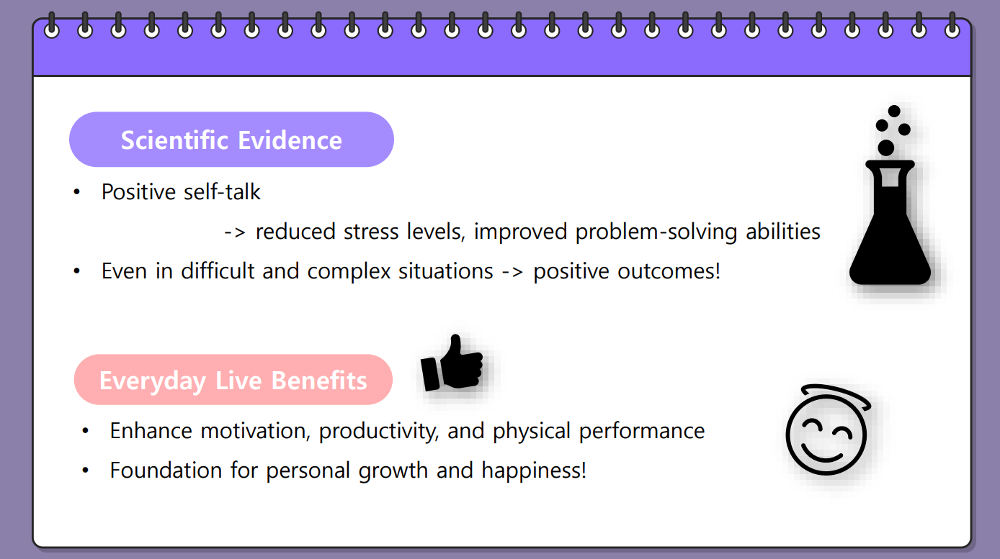 Scientific Evidence
• Positive self-talk
-> reduced stress levels, improved problem-solving abilities
• Even in difficult and complex situations -> positive outcomes!
Everyday Live Benefits
• Enhance motivation, productivity, and physical performance
• Foundation for personal growth and happiness!